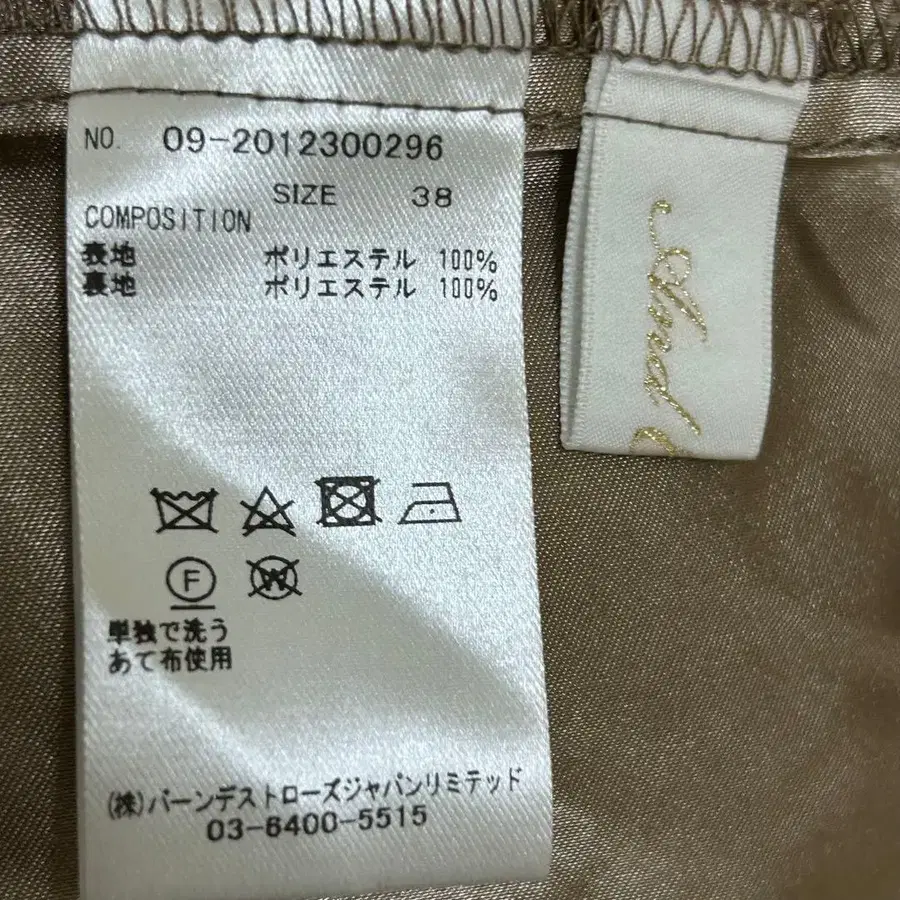 NO. 09-2012300296
SIZE 38
COMPOSITION
表地 ポリエステル 100%
裏地 ポリエステル 100%
F
W
単独で洗う
あて布使用
(株)バーンデストローズジャパンリミテッド
03-6400-5515
And